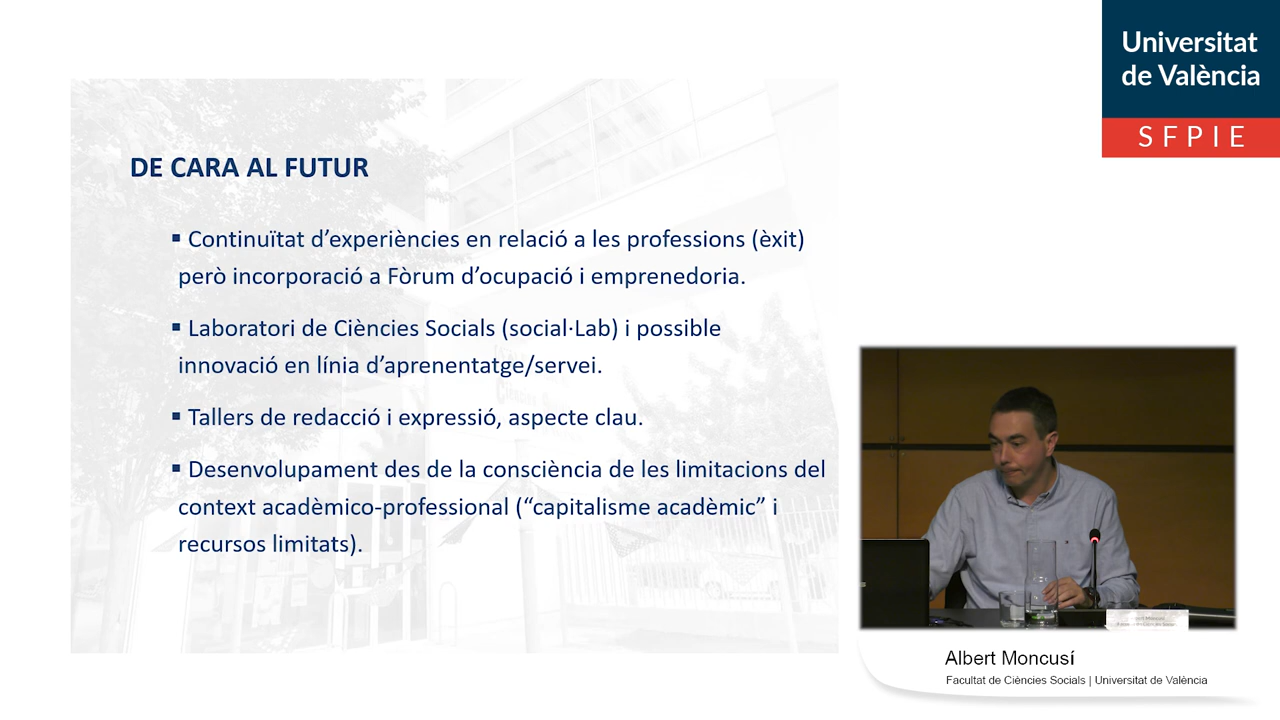 Universitat
de València
SFPIE
DE CARA AL FUTUR
▪ Continuïtat d’experiències en relació a les professions (èxit)
però incorporació a Fòrum d’ocupació i emprenedoria.
▪ Laboratori de Ciències Socials (social·Lab) i possible
innovació en línia d’aprenentatge/servei.
▪ Tallers de redacció i expressió, aspecte clau.
▪ Desenvolupament des de la consciència de les limitacions del
context acadèmico-professional (“capitalisme acadèmic” i
recursos limitats).
Albert Moncusí
Facultat de Ciències Socials | Universitat de València